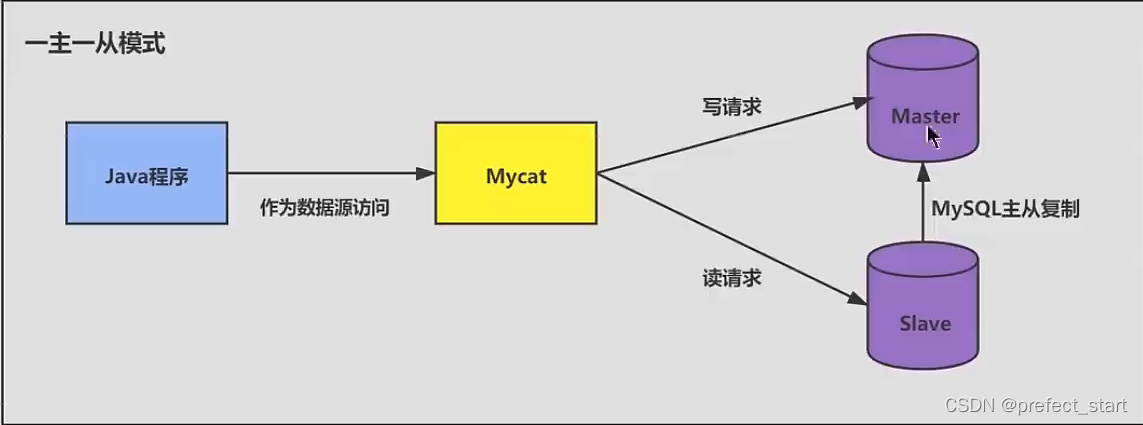 一主一从模式
Java程序
作为数据源访问
Mycat
写请求
读请求
Master
MySQL主从复制
Slave
CSDN @prefect_start